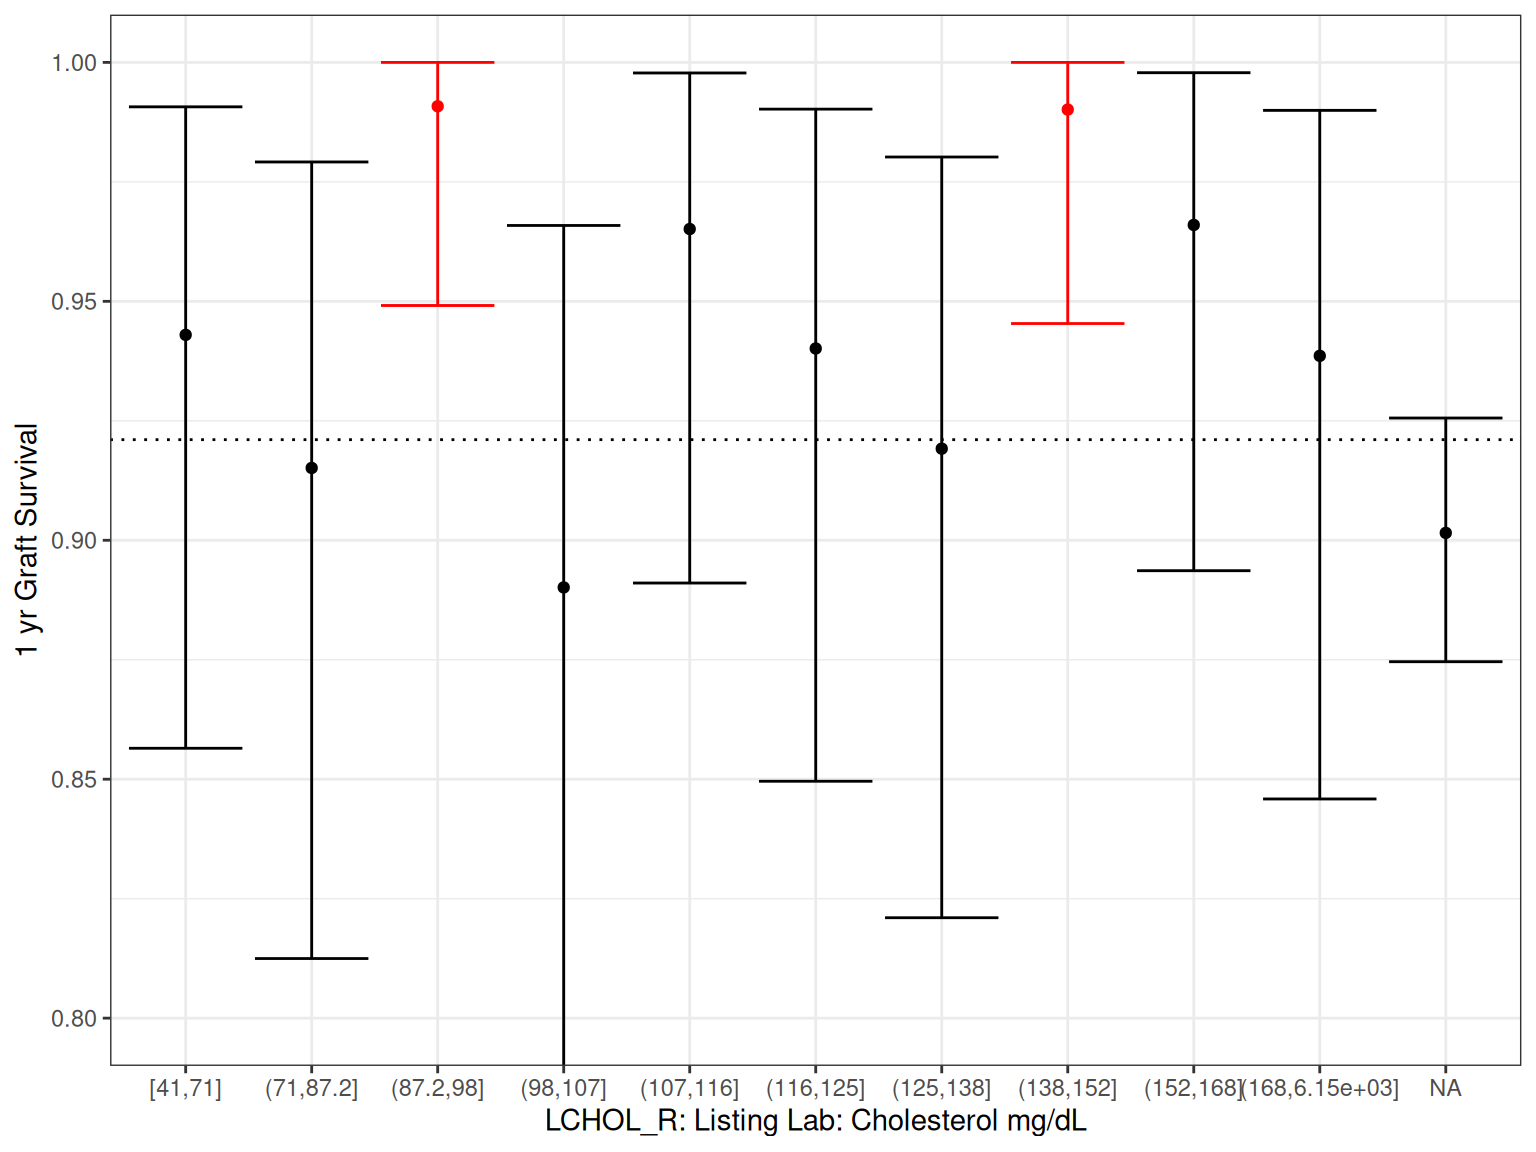 1.00
0.95
0.90
0.85
0.80
1 yr Graft Survival
[41,71] (71,87.2] (87.2,98] (98,107] (107,116] (116,125] (125,138] (138,152] (152,168] (168,6.15e+03] NA
LCHOL_R: Listing Lab: Cholesterol mg/dL